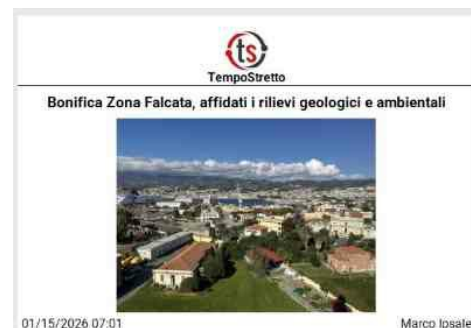 ts
TempoStretto
Bonifica Zona Falcata, affidati i rilievi geologici e ambientali
01/15/2026 07:01
Marco Ipsale